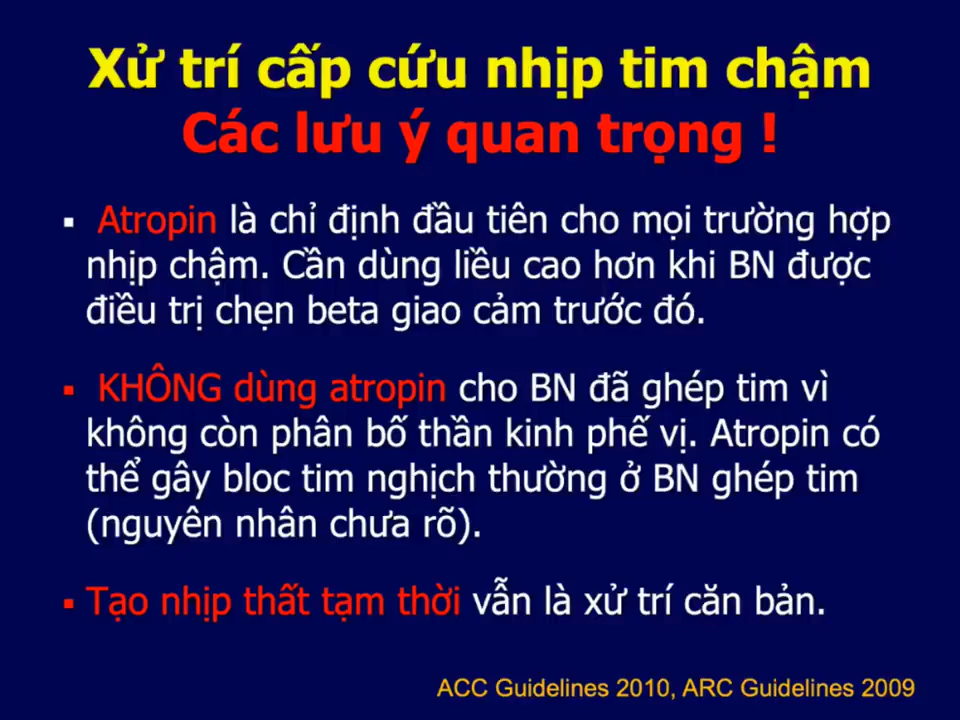 Xử trí cấp cứu nhịp tim chậm
Các lưu ý quan trọng !
▪ Atropin là chỉ định đầu tiên cho mọi trường hợp
nhịp chậm. Cần dùng liều cao hơn khi BN được
điều trị chẹn beta giao cảm trước đó.
▪ KHÔNG dùng atropin cho BN đã ghép tim vì
không còn phân bố thần kinh phế vị. Atropin có
thể gây bloc tim nghịch thường ở BN ghép tim
(nguyên nhân chưa rõ).
▪ Tạo nhịp thất tạm thời vẫn là xử trí căn bản.
ACC Guidelines 2010, ARC Guidelines 2009